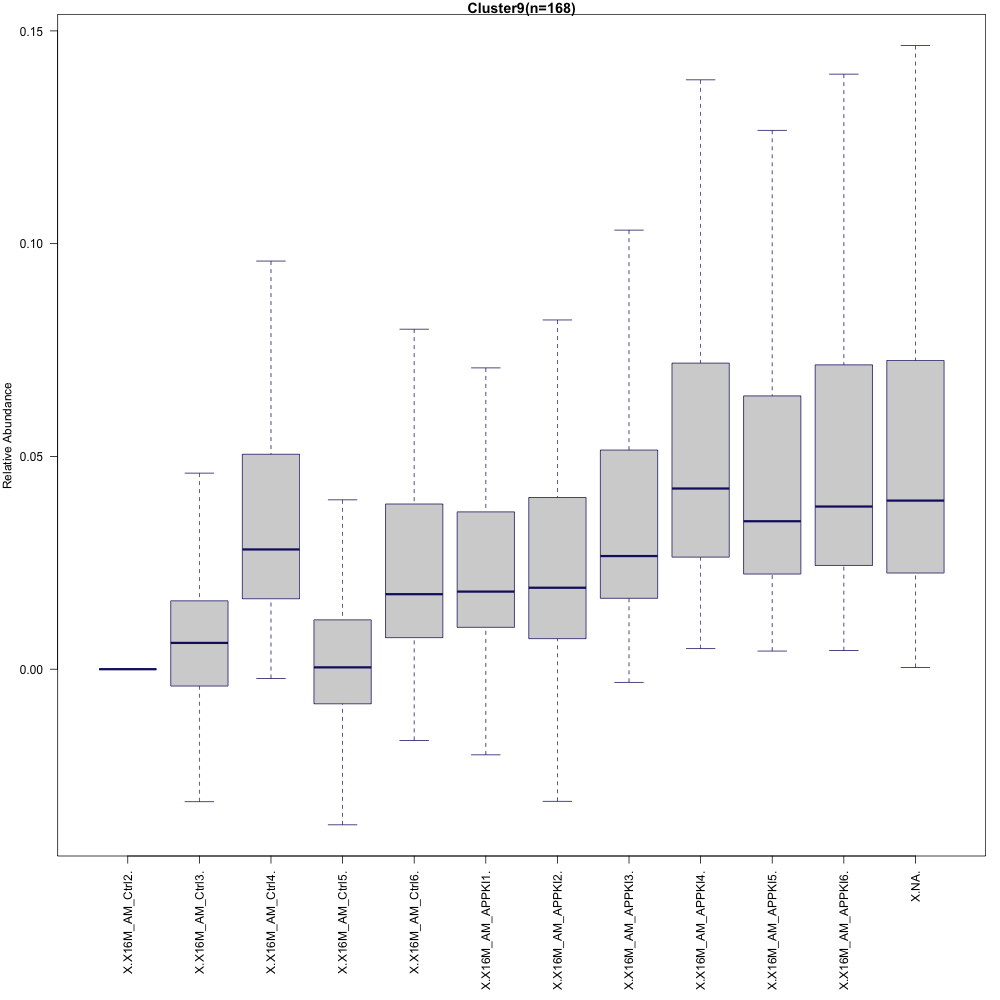 Cluster9(n=168)
Relative Abundance
0.15
0.10
0.05
0.00
X.X16M_AM_Ctrl2.
X.X16M_AM_Ctrl3.
X.X16M_AM_Ctrl4.
X.X16M_AM_Ctrl5.
X.X16M_AM_Ctrl6.
X.X16M_AM_APPKI1.
X.X16M_AM_APPKI2.
X.X16M_AM_APPKI3.
X.X16M_AM_APPKI4.
X.X16M_AM_APPKI5.
X.X16M_AM_APPKI6.
X.NA.